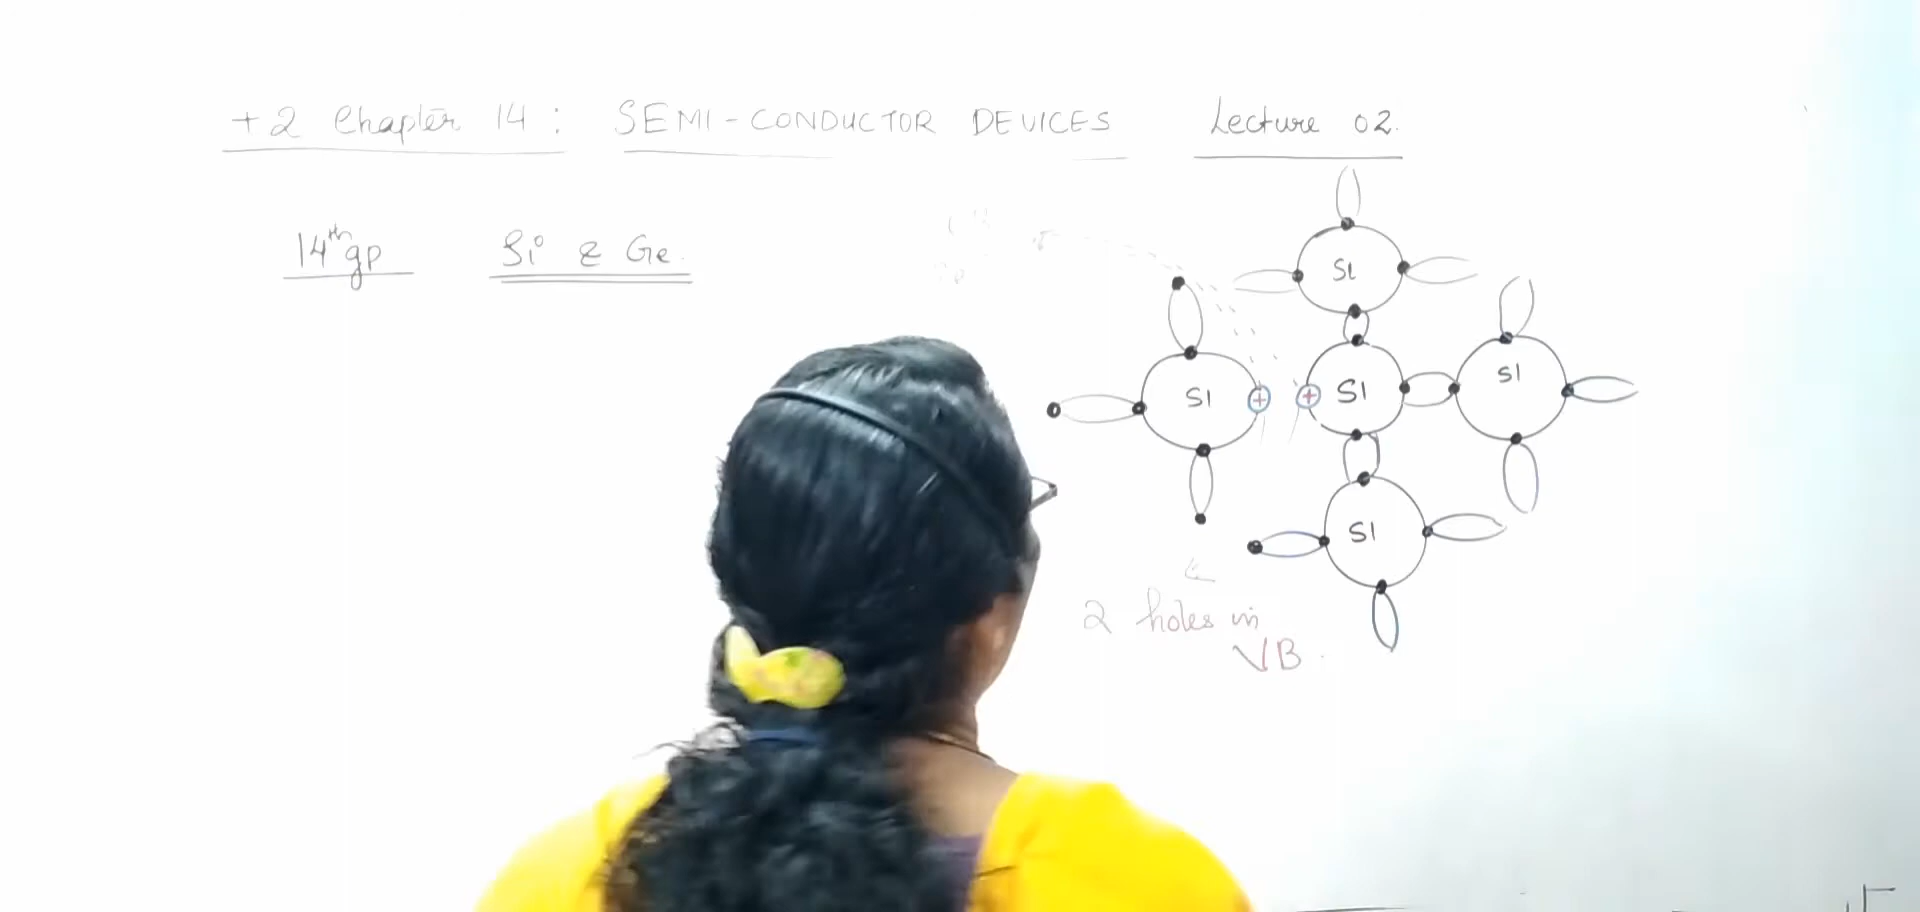 +2 Chapter 14: SEMI-CONDUCTOR DEVICES Lecture 02.
14th gp Si & Ge.
Si
Si Si Si
Si
2 holes in
VB.